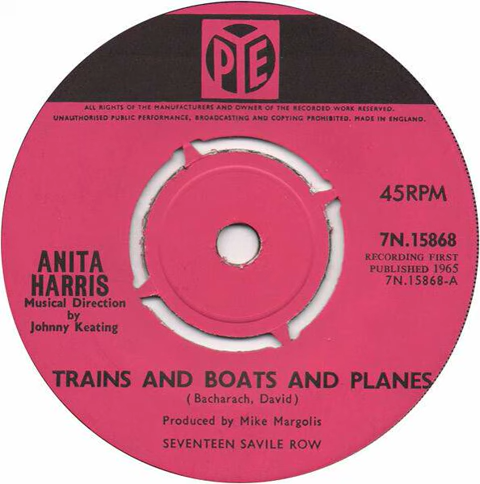 PYE
ALL RIGHTS OF THE MANUFACTURERS AND OWNER OF THE RECORDED WORK RESERVED.
UNAUTHORISED PUBLIC PERFORMANCE, BROADCASTING AND COPYING PROHIBITED. MADE IN ENGLAND.
45RPM
7N.15868
RECORDING FIRST
PUBLISHED 1965
7N.15868-A
ANITA
HARRIS
Musical Direction
by
Johnny Keating
TRAINS AND BOATS AND PLANES
(Bacharach, David)
Produced by Mike Margolis
SEVENTEEN SAVILE ROW